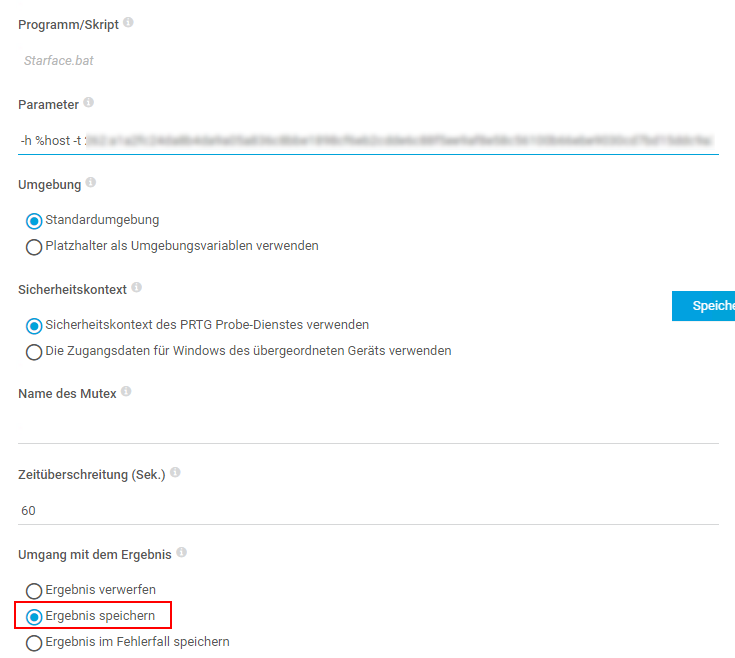 Programm/Skript
Starface.bat
Parameter
-h %host -t
Umgebung
Standardumgebung
Platzhalter als Umgebungsvariablen verwenden
Sicherheitskontext
Speiche
Sicherheitskontext des PRTG Probe-Dienstes verwenden
Die Zugangsdaten für Windows des übergeordneten Geräts verwenden
Name des Mutex
Zeitüberschreitung (Sek.)
60
Umgang mit dem Ergebnis
Ergebnis verwerfen
Ergebnis speichern
Ergebnis im Fehlerfall speichern